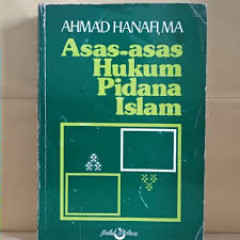 AHMAD HANAFI, MA
Asas-asas
Hukum
Pidana
Islam